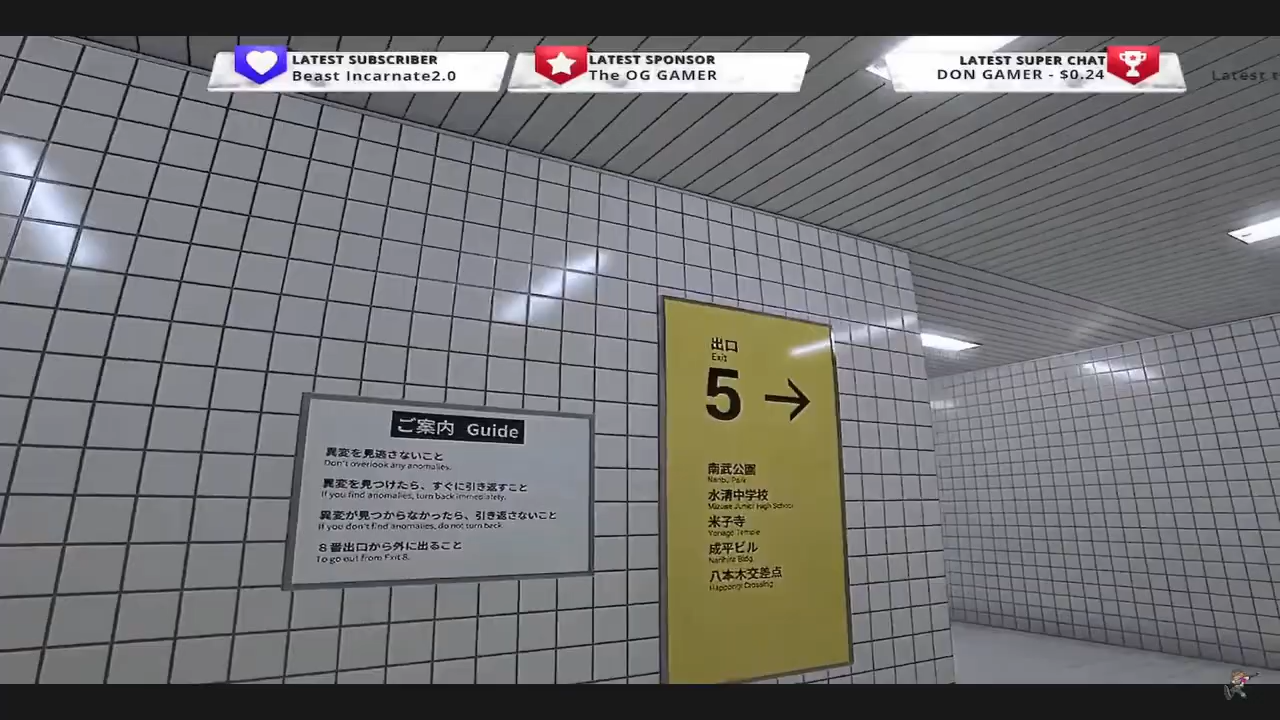 LATEST SUBSCRIBER
Beast Incarnate2.0
LATEST SPONSOR
The OG GAMER
LATEST SUPER CHAT
DON GAMER - $0.24
Latest
ご案内 Guide
異変を見逃さないこと
Don't overlook any anomalies.
異変を見つけたら、すぐに引き返すこと
If you find anomalies, turn back immediately.
異変が見つからなかったら、引き返さないこと
If you don't find anomalies, do not turn back.
8番出口から外に出ること
To go out from Exit 8.
出口
Exit
5 →
南武公園
Nanbu Park
水清中学校
Mizuse Junior High School
米子寺
Yonago Temple
成平ビル
Narihira Bldg.
八本木交差点
Happongi Crossing